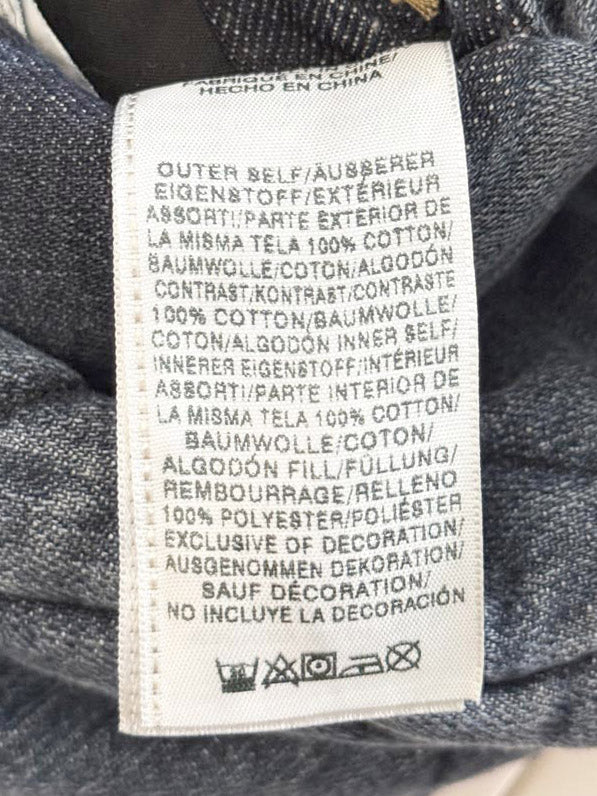 FABRIQUÉ EN CHINE/
HECHO EN CHINA
OUTER SELF/ÄUSSERER
EIGENSTOFF/EXTÉRIEUR
ASSORTI/PARTE EXTERIOR DE
LA MISMA TELA 100% COTTON/
BAUMWOLLE/COTON/ALGODÓN
CONTRAST/KONTRAST/CONTRASTE
100% COTTON/BAUMWOLLE/
COTON/ALGODÓN INNER SELF/
INNERER EIGENSTOFF/INTÉRIEUR
ASSORTI/PARTE INTERIOR DE
LA MISMA TELA 100% COTTON/
BAUMWOLLE/COTON/
ALGODÓN FILL/FÜLLUNG/
REMBOURRAGE/RELLENO
100% POLYESTER/POLIÉSTER
EXCLUSIVE OF DECORATION/
AUSGENOMMEN DEKORATION/
SAUF DÉCORATION/
NO INCLUYE LA DECORACIÓN